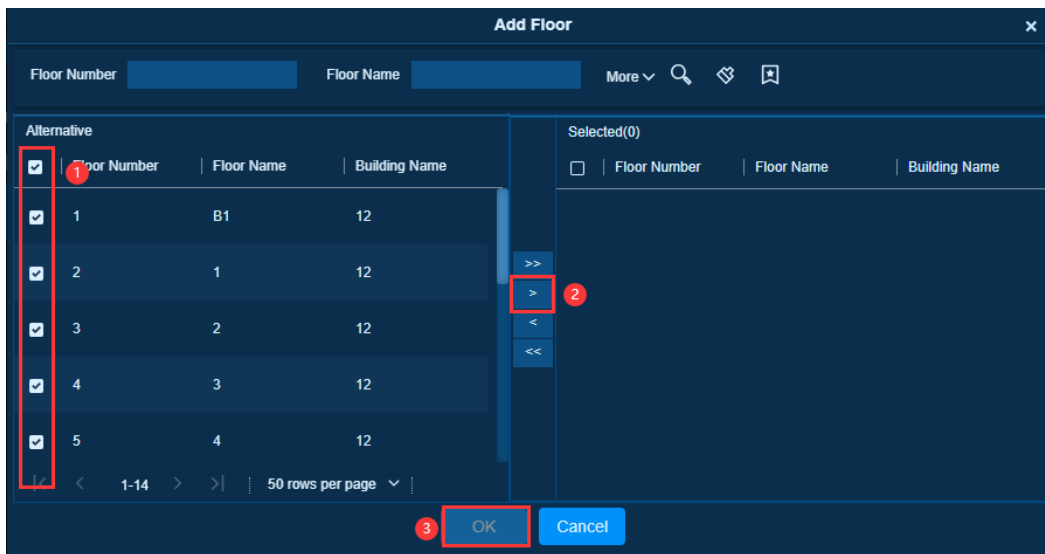 Add Floor ×
Floor Number Floor Name More
Alternative
Floor Number Floor Name Building Name
1 B1 12
2 1 12
3 2 12
4 3 12
5 4 12
1-14 50 rows per page
1
>>
>
<
<<
2
Selected(0)
Floor Number Floor Name Building Name
3 OK Cancel